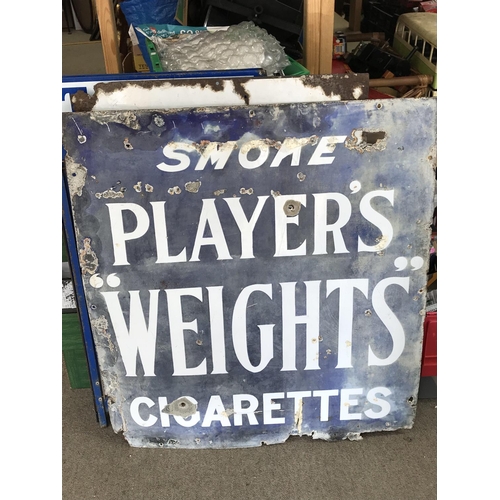 SMOKE
PLAYER'S
"WEIGHTS"
CIGARETTES